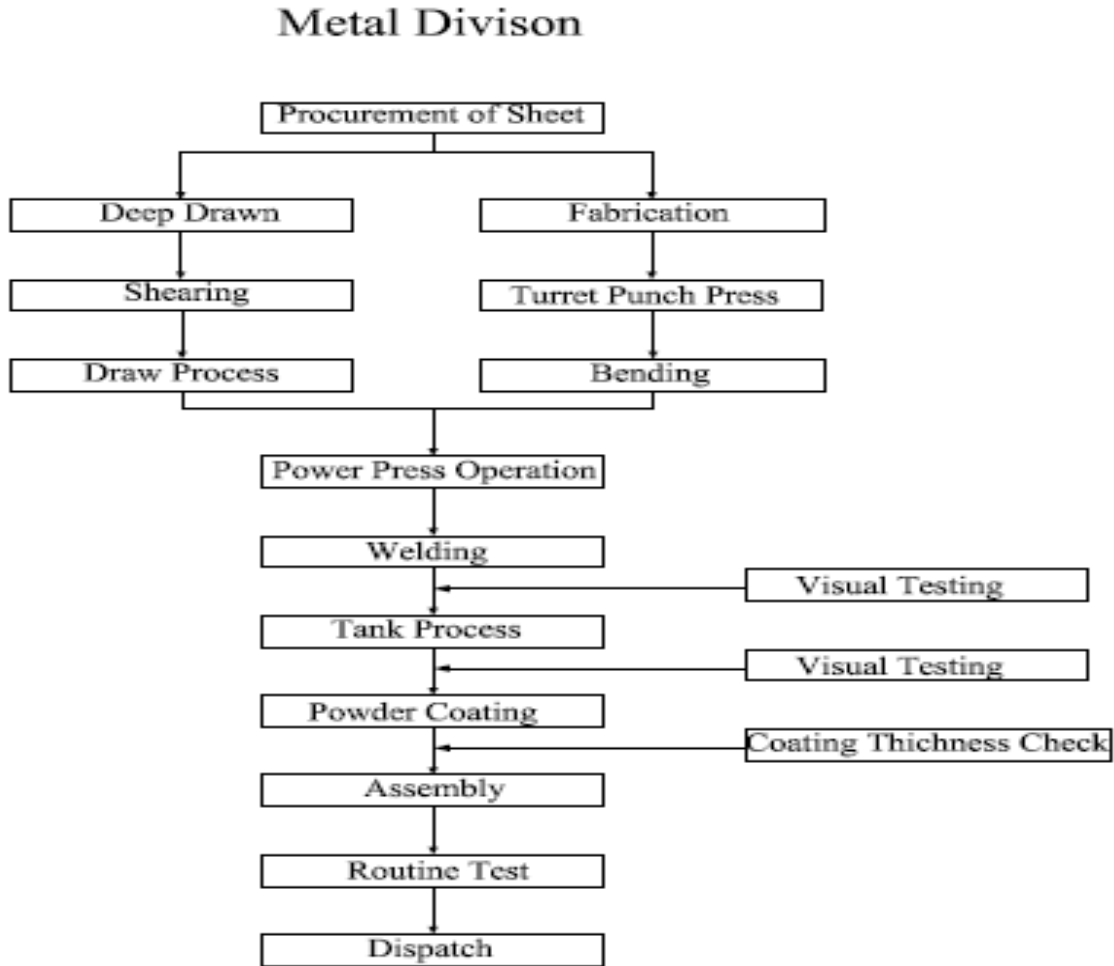 Metal Divison
Procurement of Sheet
Deep Drawn
Fabrication
Shearing
Turret Punch Press
Draw Process
Bending
Power Press Operation
Welding
Visual Testing
Tank Process
Visual Testing
Powder Coating
Coating Thichness Check
Assembly
Routine Test
Dispatch